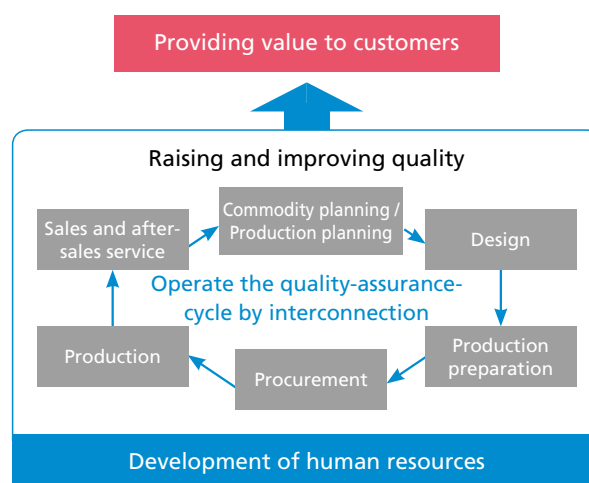 Providing value to customers
Raising and improving quality
Commodity planning /
Production planning
Sales and after-
sales service
Design
Operate the quality-assurance-
cycle by interconnection
Production
Procurement
Production
preparation
Development of human resources